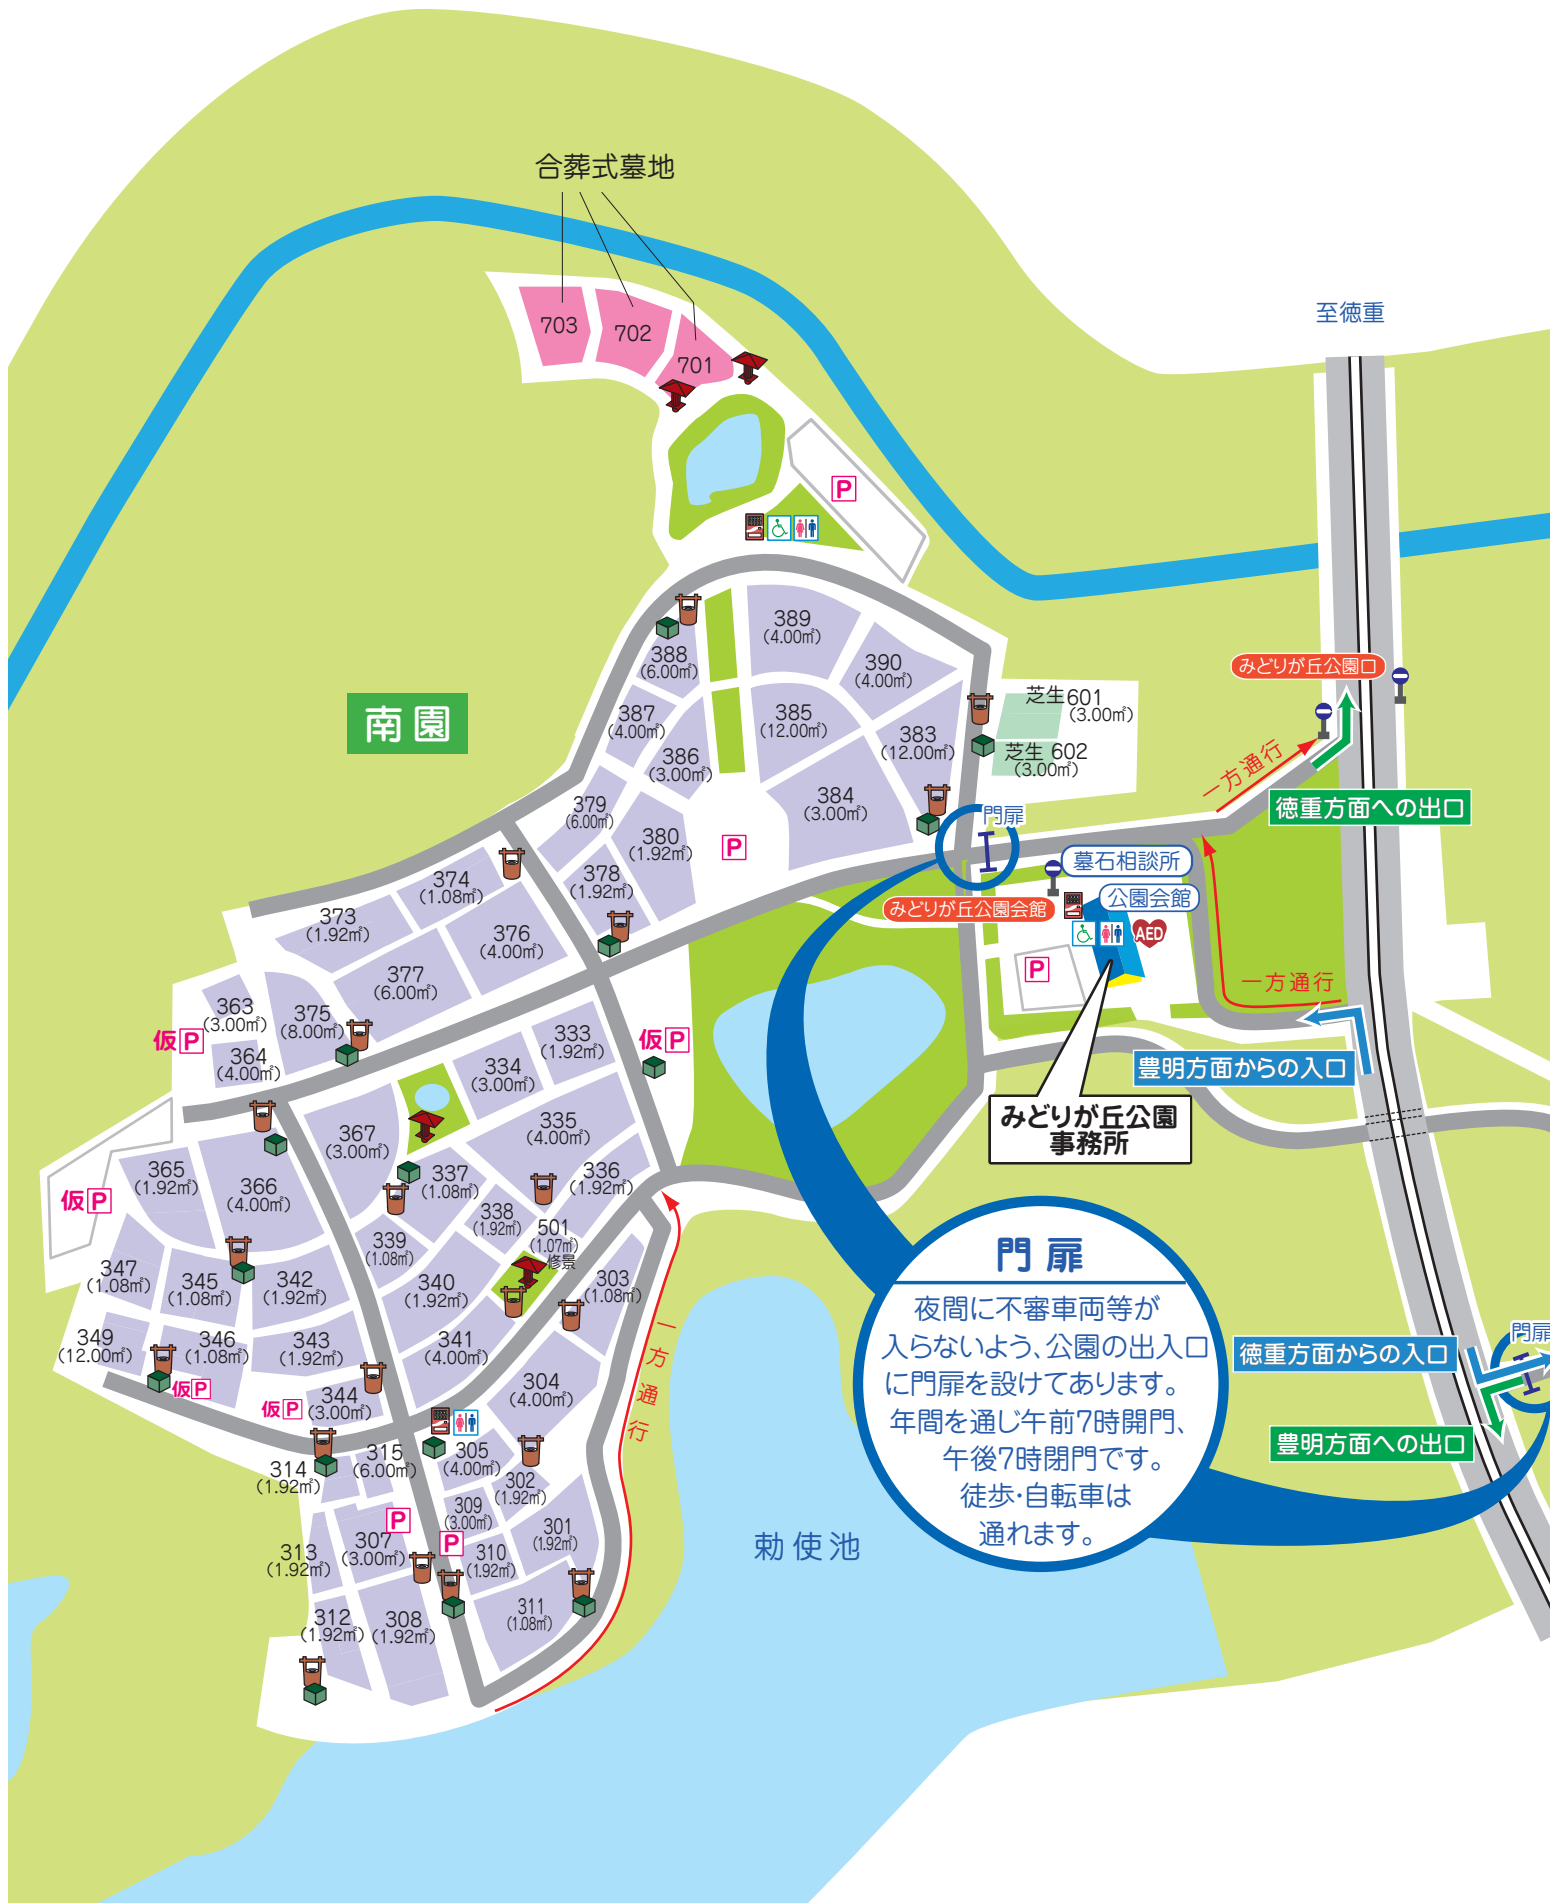 合葬式墓地
703
702
701
至徳重
P
南園
389
(4.00㎡)
388
(6.00㎡)
390
(4.00㎡)
387
(4.00㎡)
385
(12.00㎡)
383
(12.00㎡)
386
(3.00㎡)
384
(3.00㎡)
379
(6.00㎡)
380
(1.92㎡)
378
(1.92㎡)
P
芝生601
(3.00㎡)
芝生 602
(3.00㎡)
みどりが丘公園口
一方通行
徳重方面への出口
門扉
墓石相談所
公園会館
みどりが丘公園会館
AED
P
一方通行
豊明方面からの入口
みどりが丘公園
事務所
374
(1.08㎡)
373
(1.92㎡)
376
(4.00㎡)
377
(6.00㎡)
363
(3.00㎡)
375
(8.00㎡)
364
(4.00㎡)
仮P
333
(1.92㎡)
仮P
334
(3.00㎡)
335
(4.00㎡)
367
(3.00㎡)
336
(1.92㎡)
337
(1.08㎡)
338
(1.92㎡)
501
(1.07㎡)
修景
365
(1.92㎡)
366
(4.00㎡)
仮P
339
(1.08㎡)
340
(1.92㎡)
303
(1.08㎡)
347
(1.08㎡)
345
(1.08㎡)
342
(1.92㎡)
349
(12.00㎡)
346
(1.08㎡)
343
(1.92㎡)
341
(4.00㎡)
仮P
仮P
344
(3.00㎡)
304
(4.00㎡)
一方通行
315
(6.00㎡)
305
(4.00㎡)
314
(1.92㎡)
302
(1.92㎡)
309
(3.00㎡)
P
P
307
(3.00㎡)
301
(1.92㎡)
313
(1.92㎡)
310
(1.92㎡)
312
(1.92㎡)
308
(1.92㎡)
311
(1.08㎡)
勅使池
門扉
夜間に不審車両等が
入らないよう、公園の出入口
に門扉を設けてあります。
年間を通じ午前7時開門、
午後7時閉門です。
徒歩・自転車は
通れます。
門扉
徳重方面からの入口
豊明方面への出口